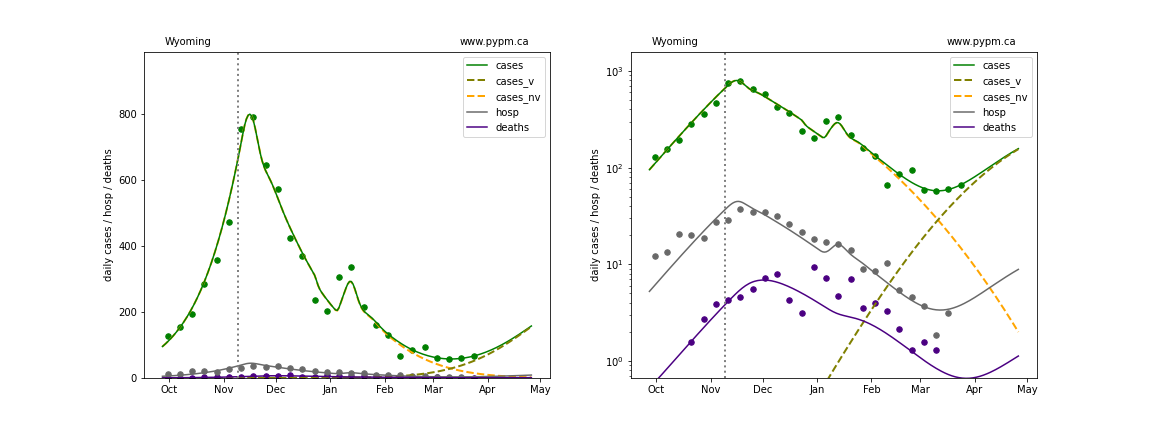 Wyoming www.pypm.ca
cases
cases_v
cases_nv
hosp
deaths
800
600
400
200
0
daily cases / hosp / deaths
Oct Nov Dec Jan Feb Mar Apr May
Wyoming www.pypm.ca
cases
cases_v
cases_nv
hosp
deaths
10³
10²
10¹
10⁰
daily cases / hosp / deaths
Oct Nov Dec Jan Feb Mar Apr May